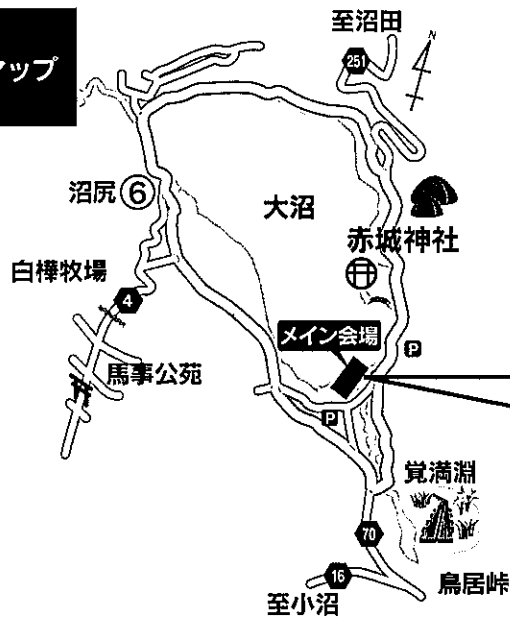 マップ
至沼田
251
N
沼尻⑥
大沼
赤城神社
白樺牧場
4
メイン会場
P
馬事公苑
P
覚満淵
70
16
鳥居峠
至小沼